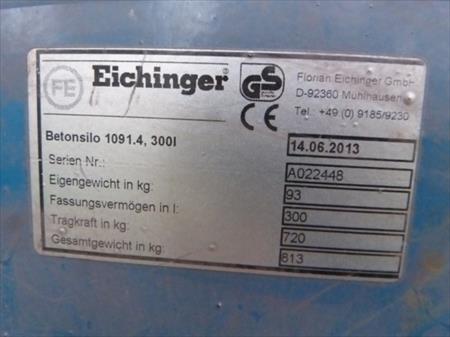 FE Eichinger® GS CE
Florian Eichinger GmbH
D-92360 Mühlhausen
Tel. +49 (0) 9185/9230
Betonsilo 1091.4, 300l 14.06.2013
Serien Nr.: A022448
Eigengewicht in kg: 93
Fassungsvermögen in l: 300
Tragkraft in kg: 720
Gesamtgewicht in kg: 813